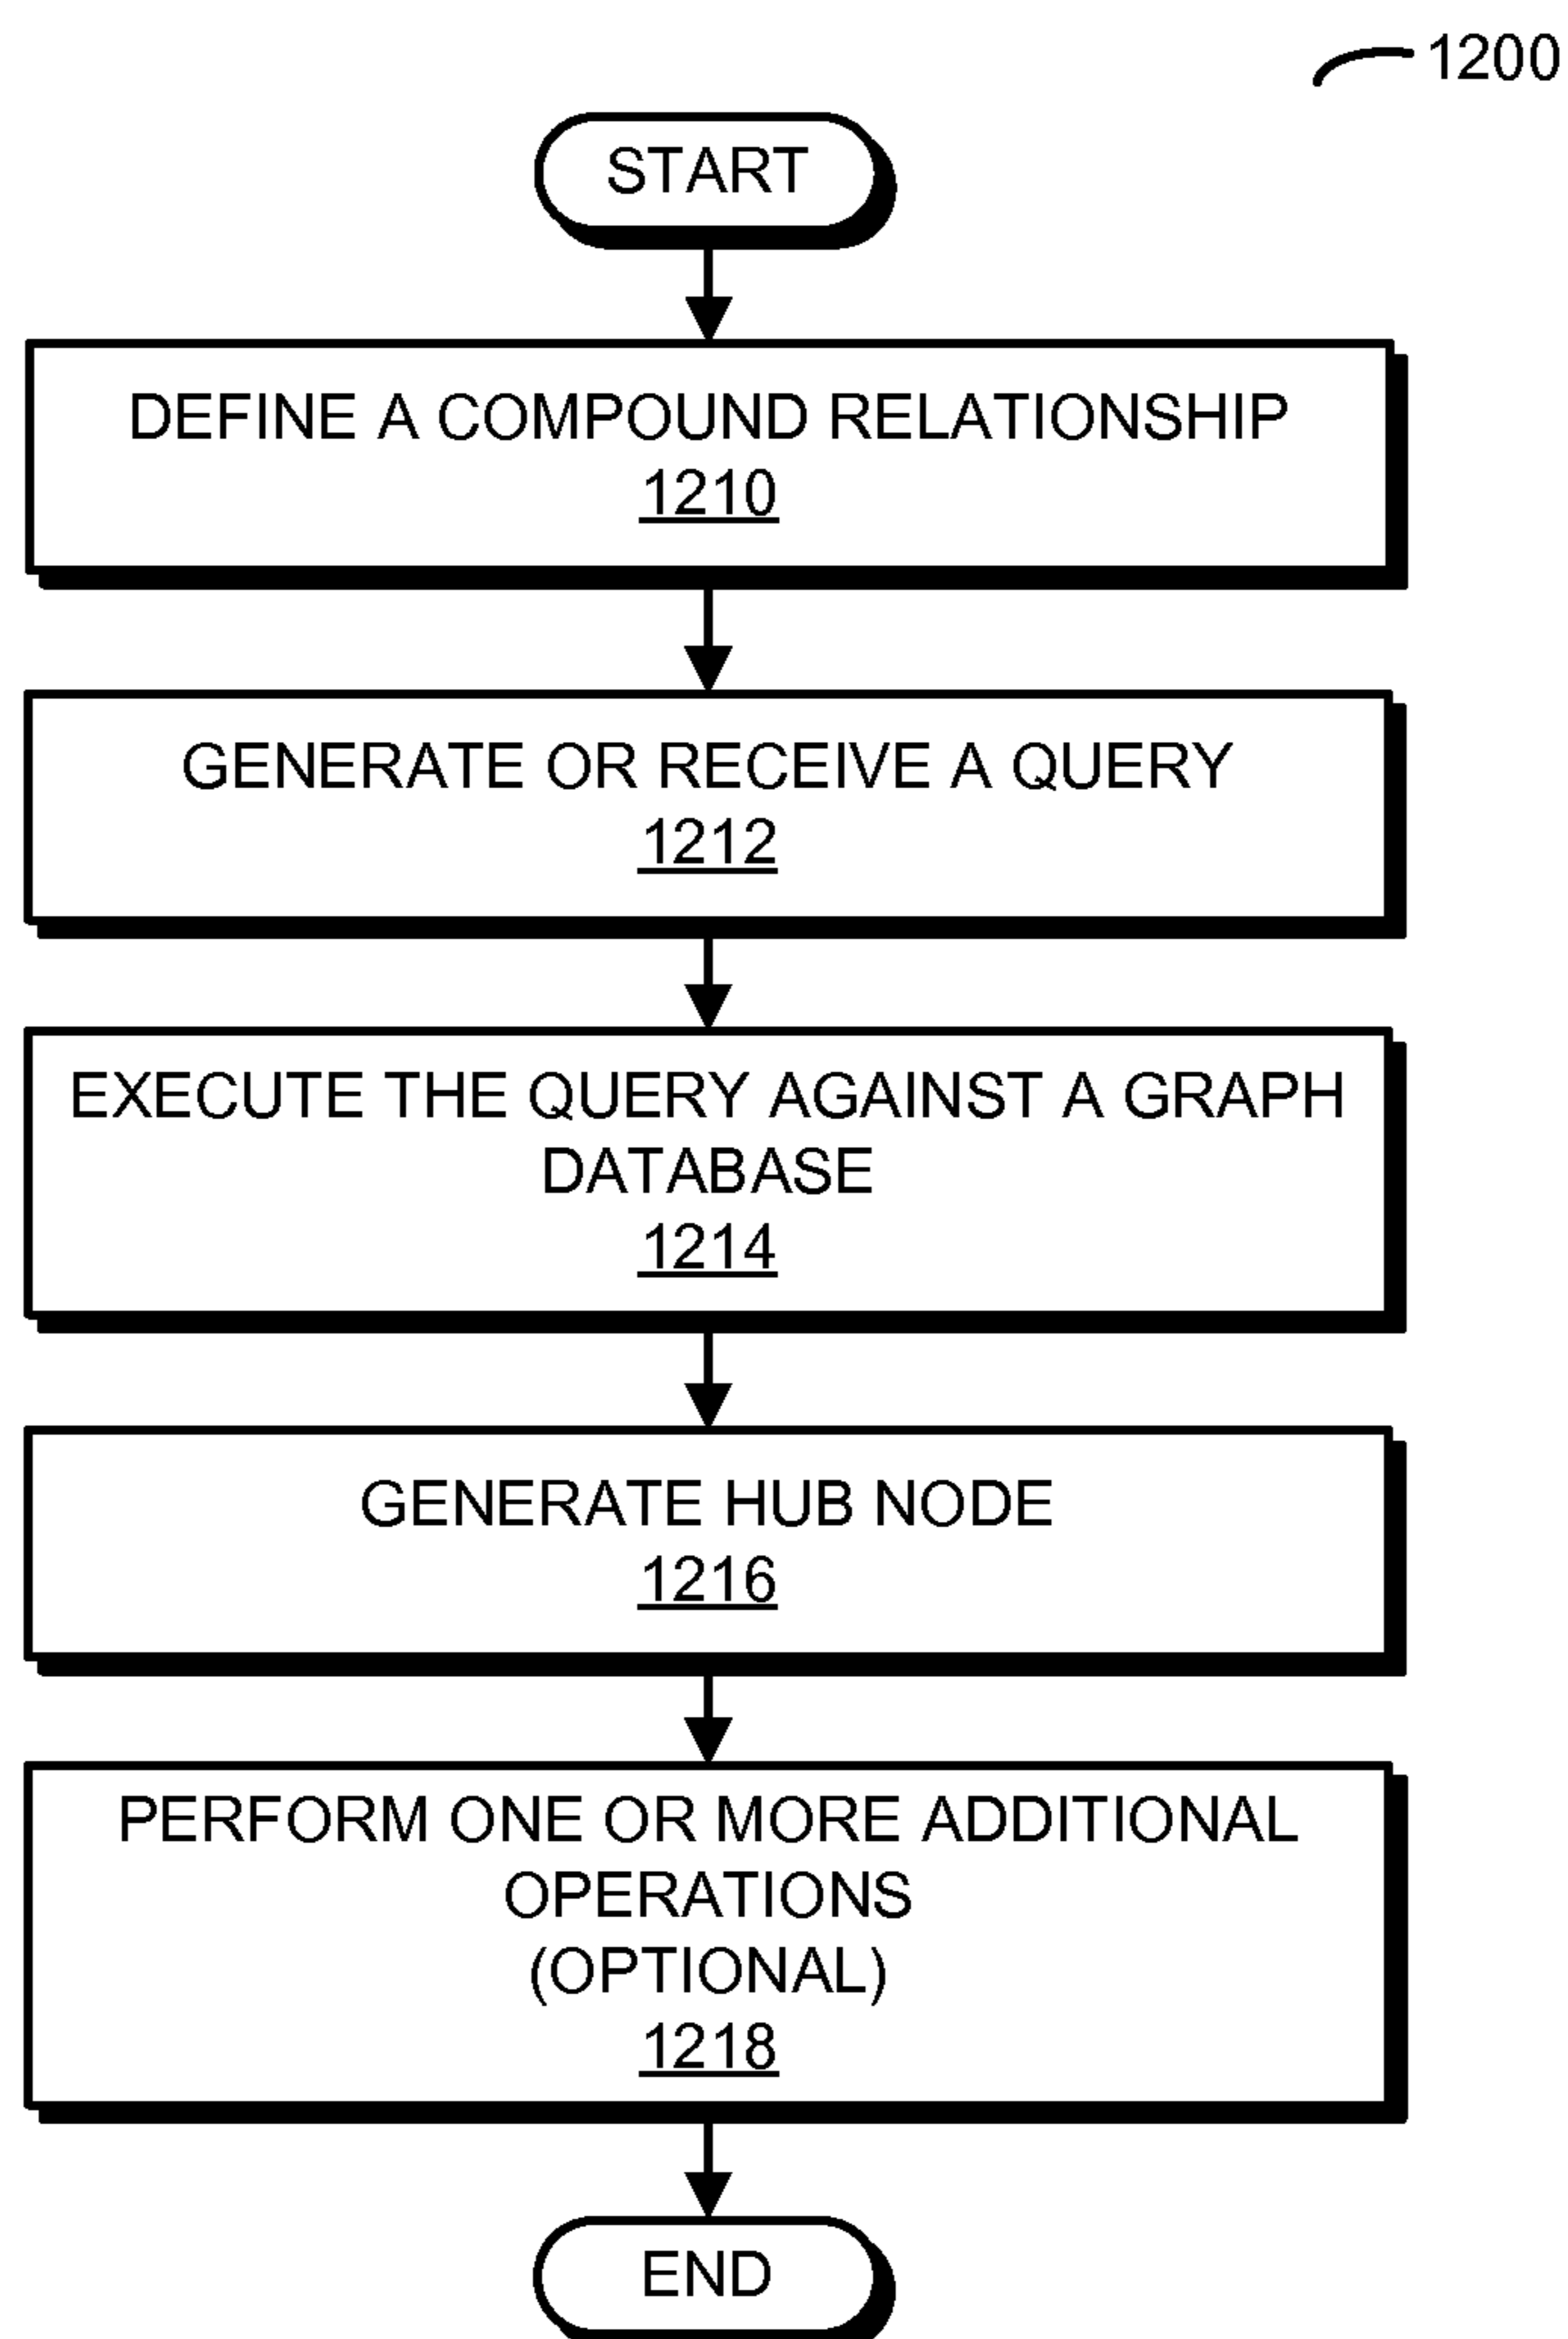 1200
START
DEFINE A COMPOUND RELATIONSHIP
1210
GENERATE OR RECEIVE A QUERY
1212
EXECUTE THE QUERY AGAINST A GRAPH
DATABASE
1214
GENERATE HUB NODE
1216
PERFORM ONE OR MORE ADDITIONAL
OPERATIONS
(OPTIONAL)
1218
END